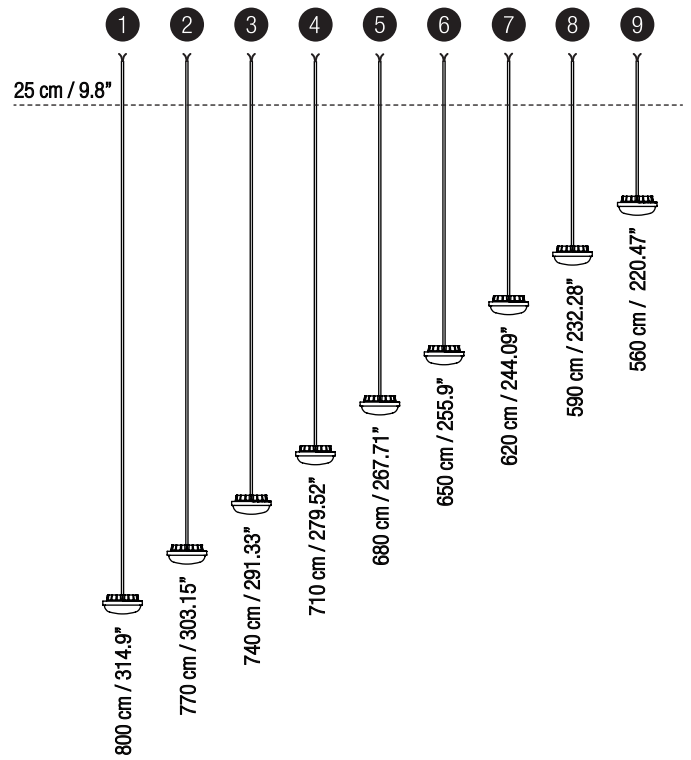 1 2 3 4 5 6 7 8 9
25 cm / 9.8”
800 cm / 314.9”
770 cm / 303.15”
740 cm / 291.33”
710 cm / 279.52”
680 cm / 267.71”
650 cm / 255.9”
620 cm / 244.09”
590 cm / 232.28”
560 cm / 220.47”